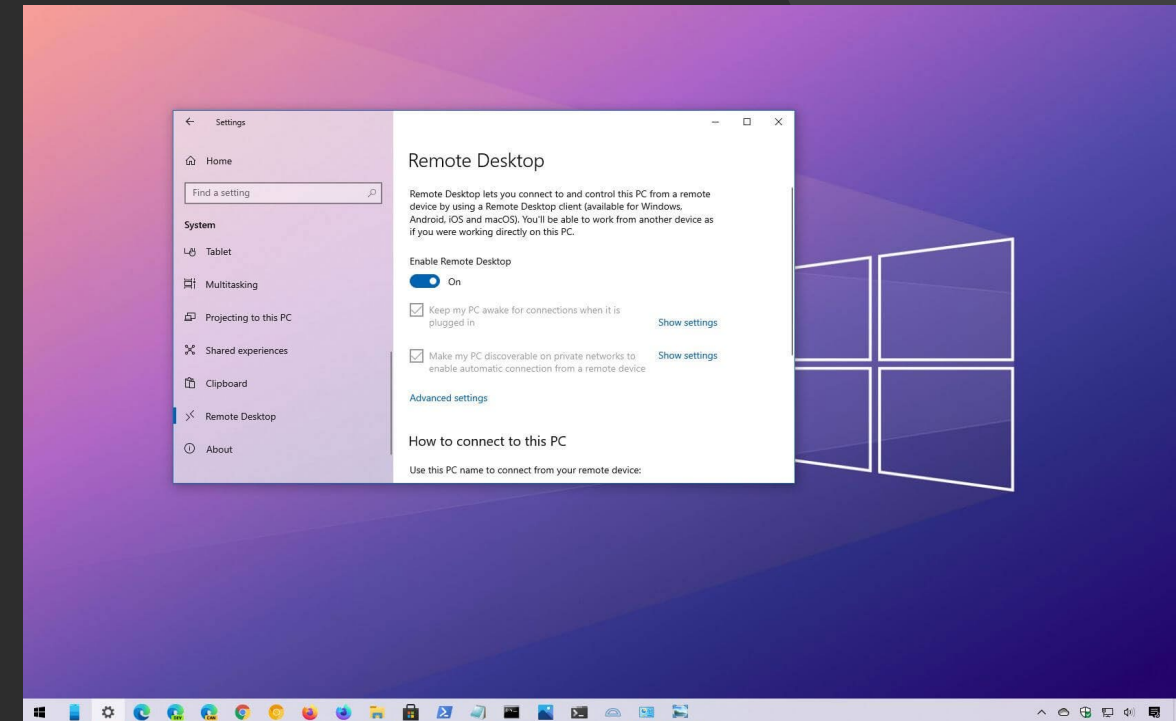 Settings
Home
Find a setting
System
Tablet
Multitasking
Projecting to this PC
Shared experiences
Clipboard
Remote Desktop
About
Remote Desktop
Remote Desktop lets you connect to and control this PC from a remote
device by using a Remote Desktop client (available for Windows,
Android, iOS and macOS). You'll be able to work from another device as
if you were working directly on this PC.
Enable Remote Desktop
On
Keep my PC awake for connections when it is
plugged in
Show settings
Make my PC discoverable on private networks to
enable automatic connection from a remote device
Show settings
Advanced settings
How to connect to this PC
Use this PC name to connect from your remote device: